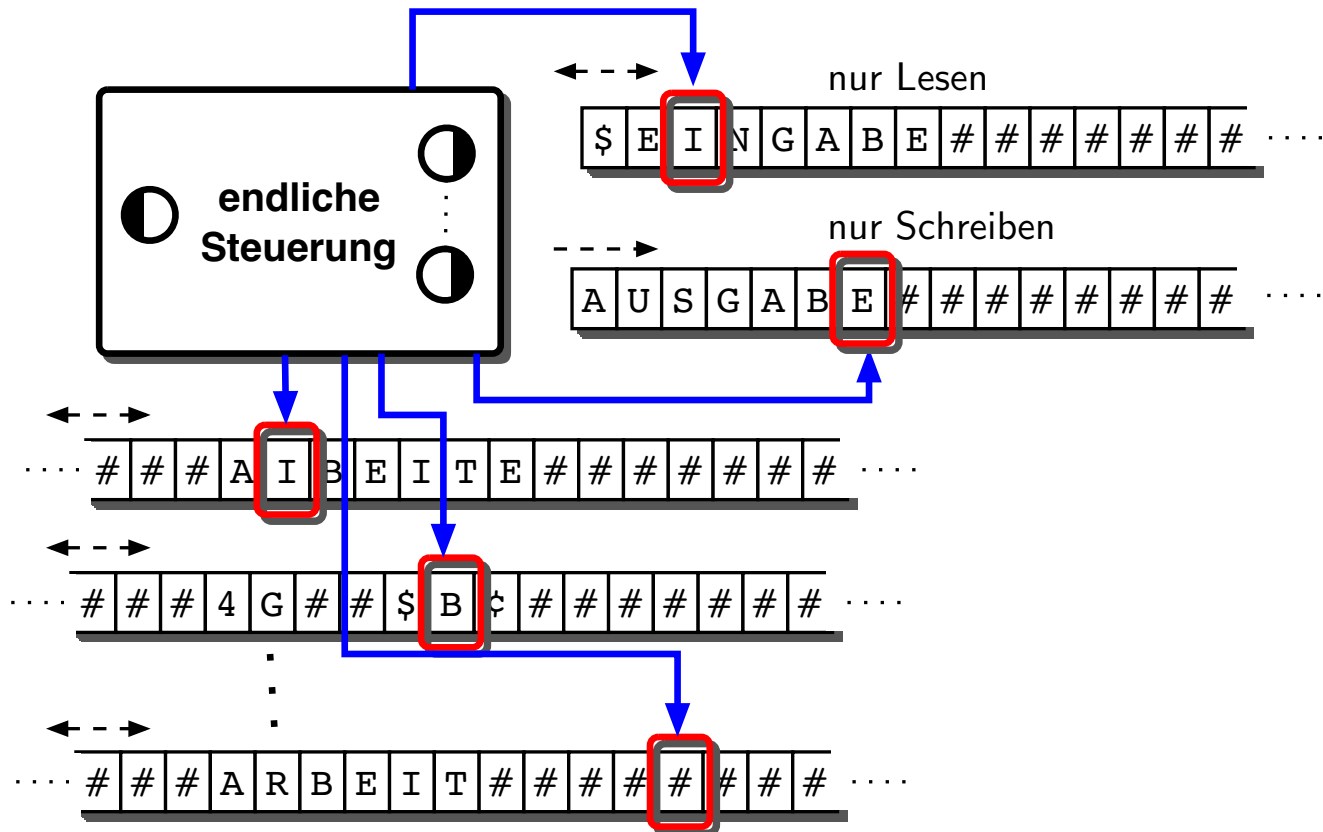 nur Lesen
$ E I N G A B E # # # # # # # ....
endliche
Steuerung
nur Schreiben
A U S G A B E # # # # # # # # ....
.... # # # A I B E I T E # # # # # # # ....
.... # # # 4 G # # $ B ¢ # # # # # # # ....
.... # # # A R B E I T # # # # # # # # ....